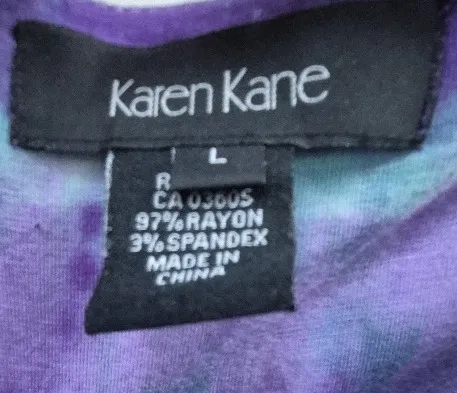 Karen Kane
L
R
CA 03605
97% RAYON
3% SPANDEX
MADE IN
CHINA